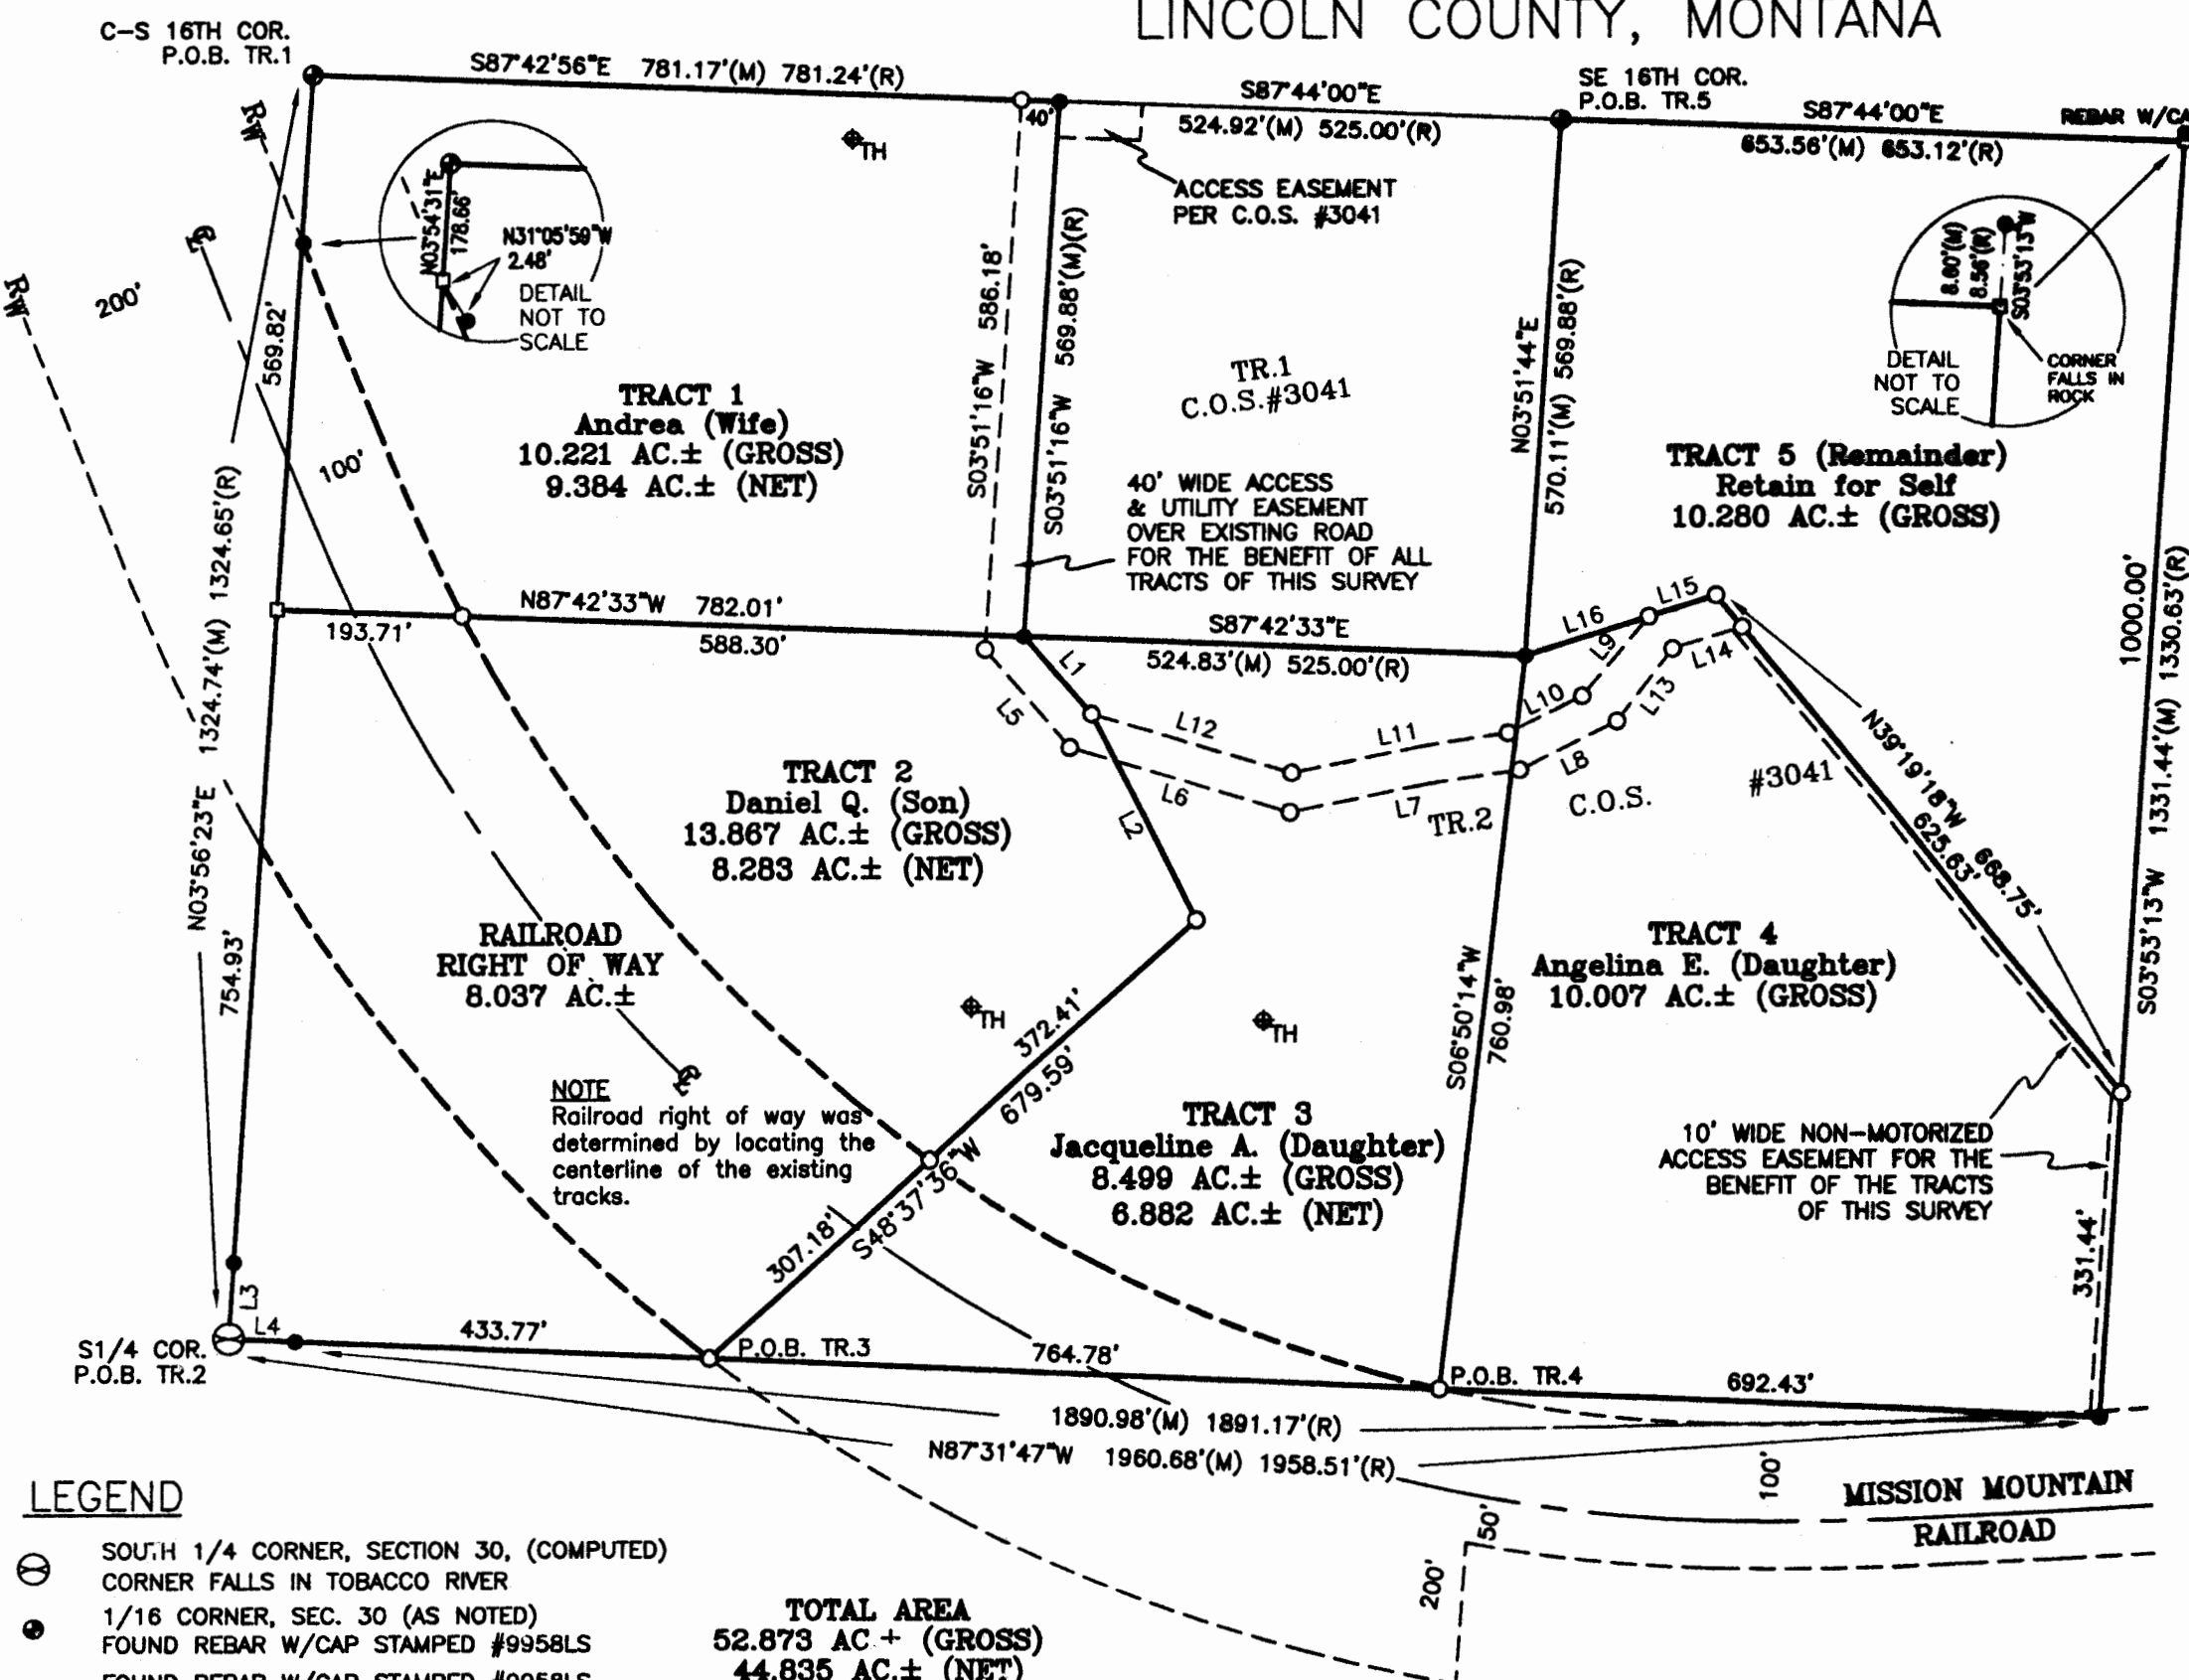 LINCOLN COUNTY, MONTANA
C-S 16TH COR.
P.O.B. TR.1
S87°42'56"E 781.17'(M) 781.24'(R)
40'
S87°44'00"E
524.92'(M) 525.00'(R)
SE 16TH COR.
P.O.B. TR.5
S87°44'00"E
653.56'(M) 653.12'(R)
REBAR W/CA
R/W
R/W
200'
100'
N03°54'31"E
178.66'
N31°05'59"W
2.48'
DETAIL
NOT TO
SCALE
TH
ACCESS EASEMENT
PER C.O.S. #3041
8.60'(M)
8.56'(R)
S03°53'13"W
DETAIL
NOT TO
SCALE
CORNER
FALLS IN
ROCK
569.82'
N03°56'23"E 1324.74'(M) 1324.65'(R)
754.93'
S03°51'16"W 586.18'
S03°51'16"W 569.88'(M)(R)
N03°51'44"E
570.11'(M) 569.88'(R)
TR.1
C.O.S.#3041
TRACT 1
Andrea (Wife)
10.221 AC.± (GROSS)
9.384 AC.± (NET)
40' WIDE ACCESS
& UTILITY EASEMENT
OVER EXISTING ROAD
FOR THE BENEFIT OF ALL
TRACTS OF THIS SURVEY
TRACT 5 (Remainder)
Retain for Self
10.280 AC.± (GROSS)
1000.00'
S03°53'13"W 1331.44'(M) 1330.63'(R)
N87°42'33"W 782.01'
193.71'
588.30'
S87°42'33"E
524.83'(M) 525.00'(R)
L16
L15
L1
L9
L14
L5
L12
L11
L10
L13
L6
L7
L8
L2
TR.2
C.O.S.
#3041
N39°19'18"W
625.63'
668.75'
TRACT 2
Daniel Q. (Son)
13.867 AC.± (GROSS)
8.283 AC.± (NET)
RAILROAD
RIGHT OF WAY
8.037 AC.±
TRACT 4
Angelina E. (Daughter)
10.007 AC.± (GROSS)
S06°50'14"W
760.98'
TH
TH
372.41'
679.59'
S48°37'36"W
307.18'
NOTE
Railroad right of way was
determined by locating the
centerline of the existing
tracks.
TRACT 3
Jacqueline A. (Daughter)
8.499 AC.± (GROSS)
6.882 AC.± (NET)
10' WIDE NON-MOTORIZED
ACCESS EASEMENT FOR THE
BENEFIT OF THE TRACTS
OF THIS SURVEY
331.44'
L3
L4
S1/4 COR.
P.O.B. TR.2
433.77'
P.O.B. TR.3
764.78'
P.O.B. TR.4
692.43'
1890.98'(M) 1891.17'(R)
N87°31'47"W 1960.68'(M) 1958.51'(R)
100'
50'
200'
MISSION MOUNTAIN
RAILROAD
LEGEND
SOUTH 1/4 CORNER, SECTION 30, (COMPUTED)
CORNER FALLS IN TOBACCO RIVER
1/16 CORNER, SEC. 30 (AS NOTED)
FOUND REBAR W/CAP STAMPED #9958LS
FOUND REBAR W/CAP STAMPED #9958LS
TOTAL AREA
52.873 AC + (GROSS)
44.835 AC.± (NET)